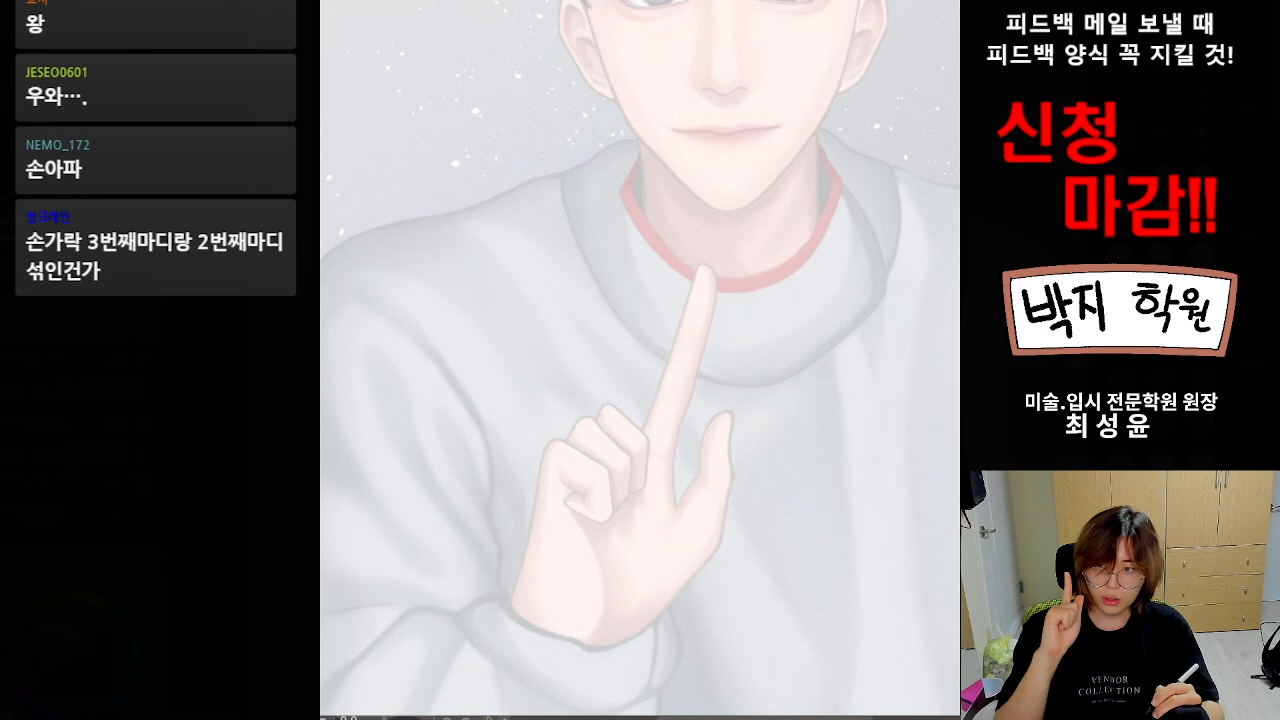 왕
JESEO0601
우와….
NEMO_172
손아파
손가락 3번째마디랑 2번째마디
섞인건가
피드백 메일 보낼 때
피드백 양식 꼭 지킬 것!
신청
마감!!
박지 학원
미술.입시 전문학원 원장
최성윤
VENDOR
COLLECTION